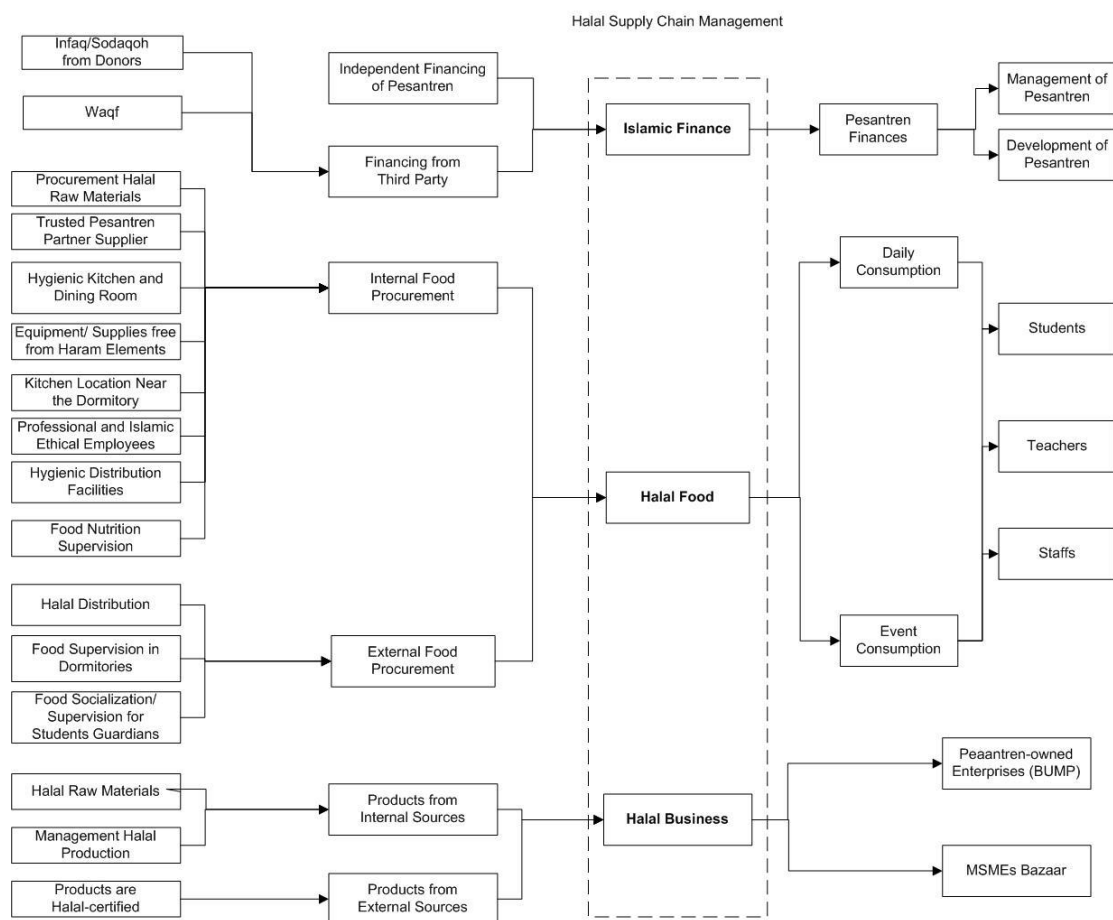 Halal Supply Chain Management
Infaq/Sodaqoh
from Donors
Waqf
Independent Financing
of Pesantren
Financing from
Third Party
Islamic Finance
Pesantren
Finances
Management of
Pesantren
Development of
Pesantren
Procurement Halal
Raw Materials
Trusted Pesantren
Partner Supplier
Hygienic Kitchen and
Dining Room
Equipment/ Supplies free
from Haram Elements
Kitchen Location Near
the Dormitory
Professional and Islamic
Ethical Employees
Hygienic Distribution
Facilities
Food Nutrition
Supervision
Internal Food
Procurement
Halal Distribution
Food Supervision in
Dormitories
Food Socialization/
Supervision for
Students Guardians
External Food
Procurement
Halal Food
Daily
Consumption
Event
Consumption
Students
Teachers
Staffs
Halal Raw Materials
Management Halal
Production
Products are
Halal-certified
Products from
Internal Sources
Products from
External Sources
Halal Business
Peaantren-owned
Enterprises (BUMP)
MSMEs Bazaar